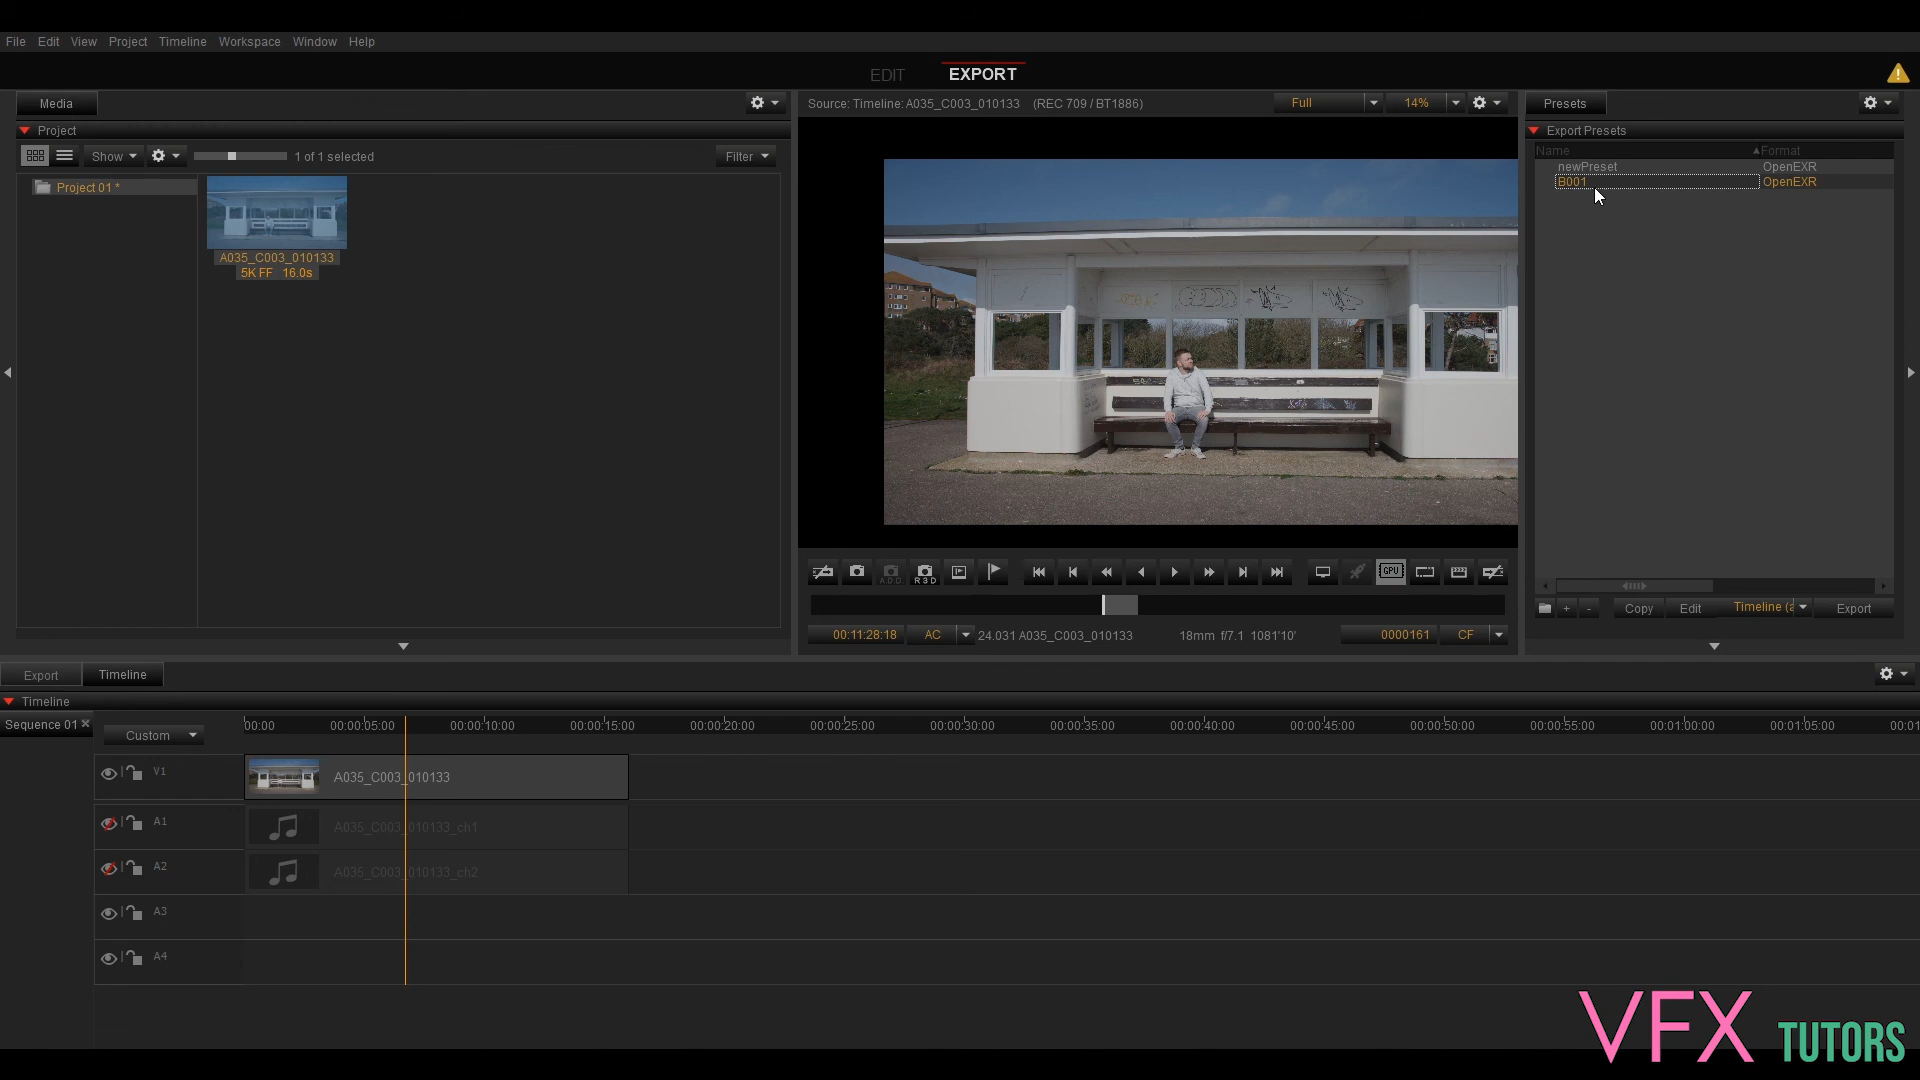 File Edit View Project Timeline Workspace Window Help
EDIT EXPORT
Media
Source: Timeline: A035_C003_010133 (REC 709 / BT1886)
Full
14%
Presets
Project
Export Presets
Show
1 of 1 selected
Filter
Name
Format
newPreset OpenEXR
B001 OpenEXR
Project 01 *
A035_C003_010133
5K FF 16.0s
A.D.D.
R3D
GPU
+ -
Copy
Edit
Timeline (a
Export
00:11:28:18
AC
24.031 A035_C003_010133
18mm f/7.1 1081'10'
0000161
CF
Export
Timeline
Timeline
Sequence 01
Custom
00:00 00:00:05:00 00:00:10:00 00:00:15:00 00:00:20:00 00:00:25:00 00:00:30:00 00:00:35:00 00:00:40:00 00:00:45:00 00:00:50:00 00:00:55:00 00:01:00:00 00:01:05:00 00:01
V1
A035_C003_010133
A1
A035_C003_010133_ch1
A2
A035_C003_010133_ch2
A3
A4
VFX TUTORS